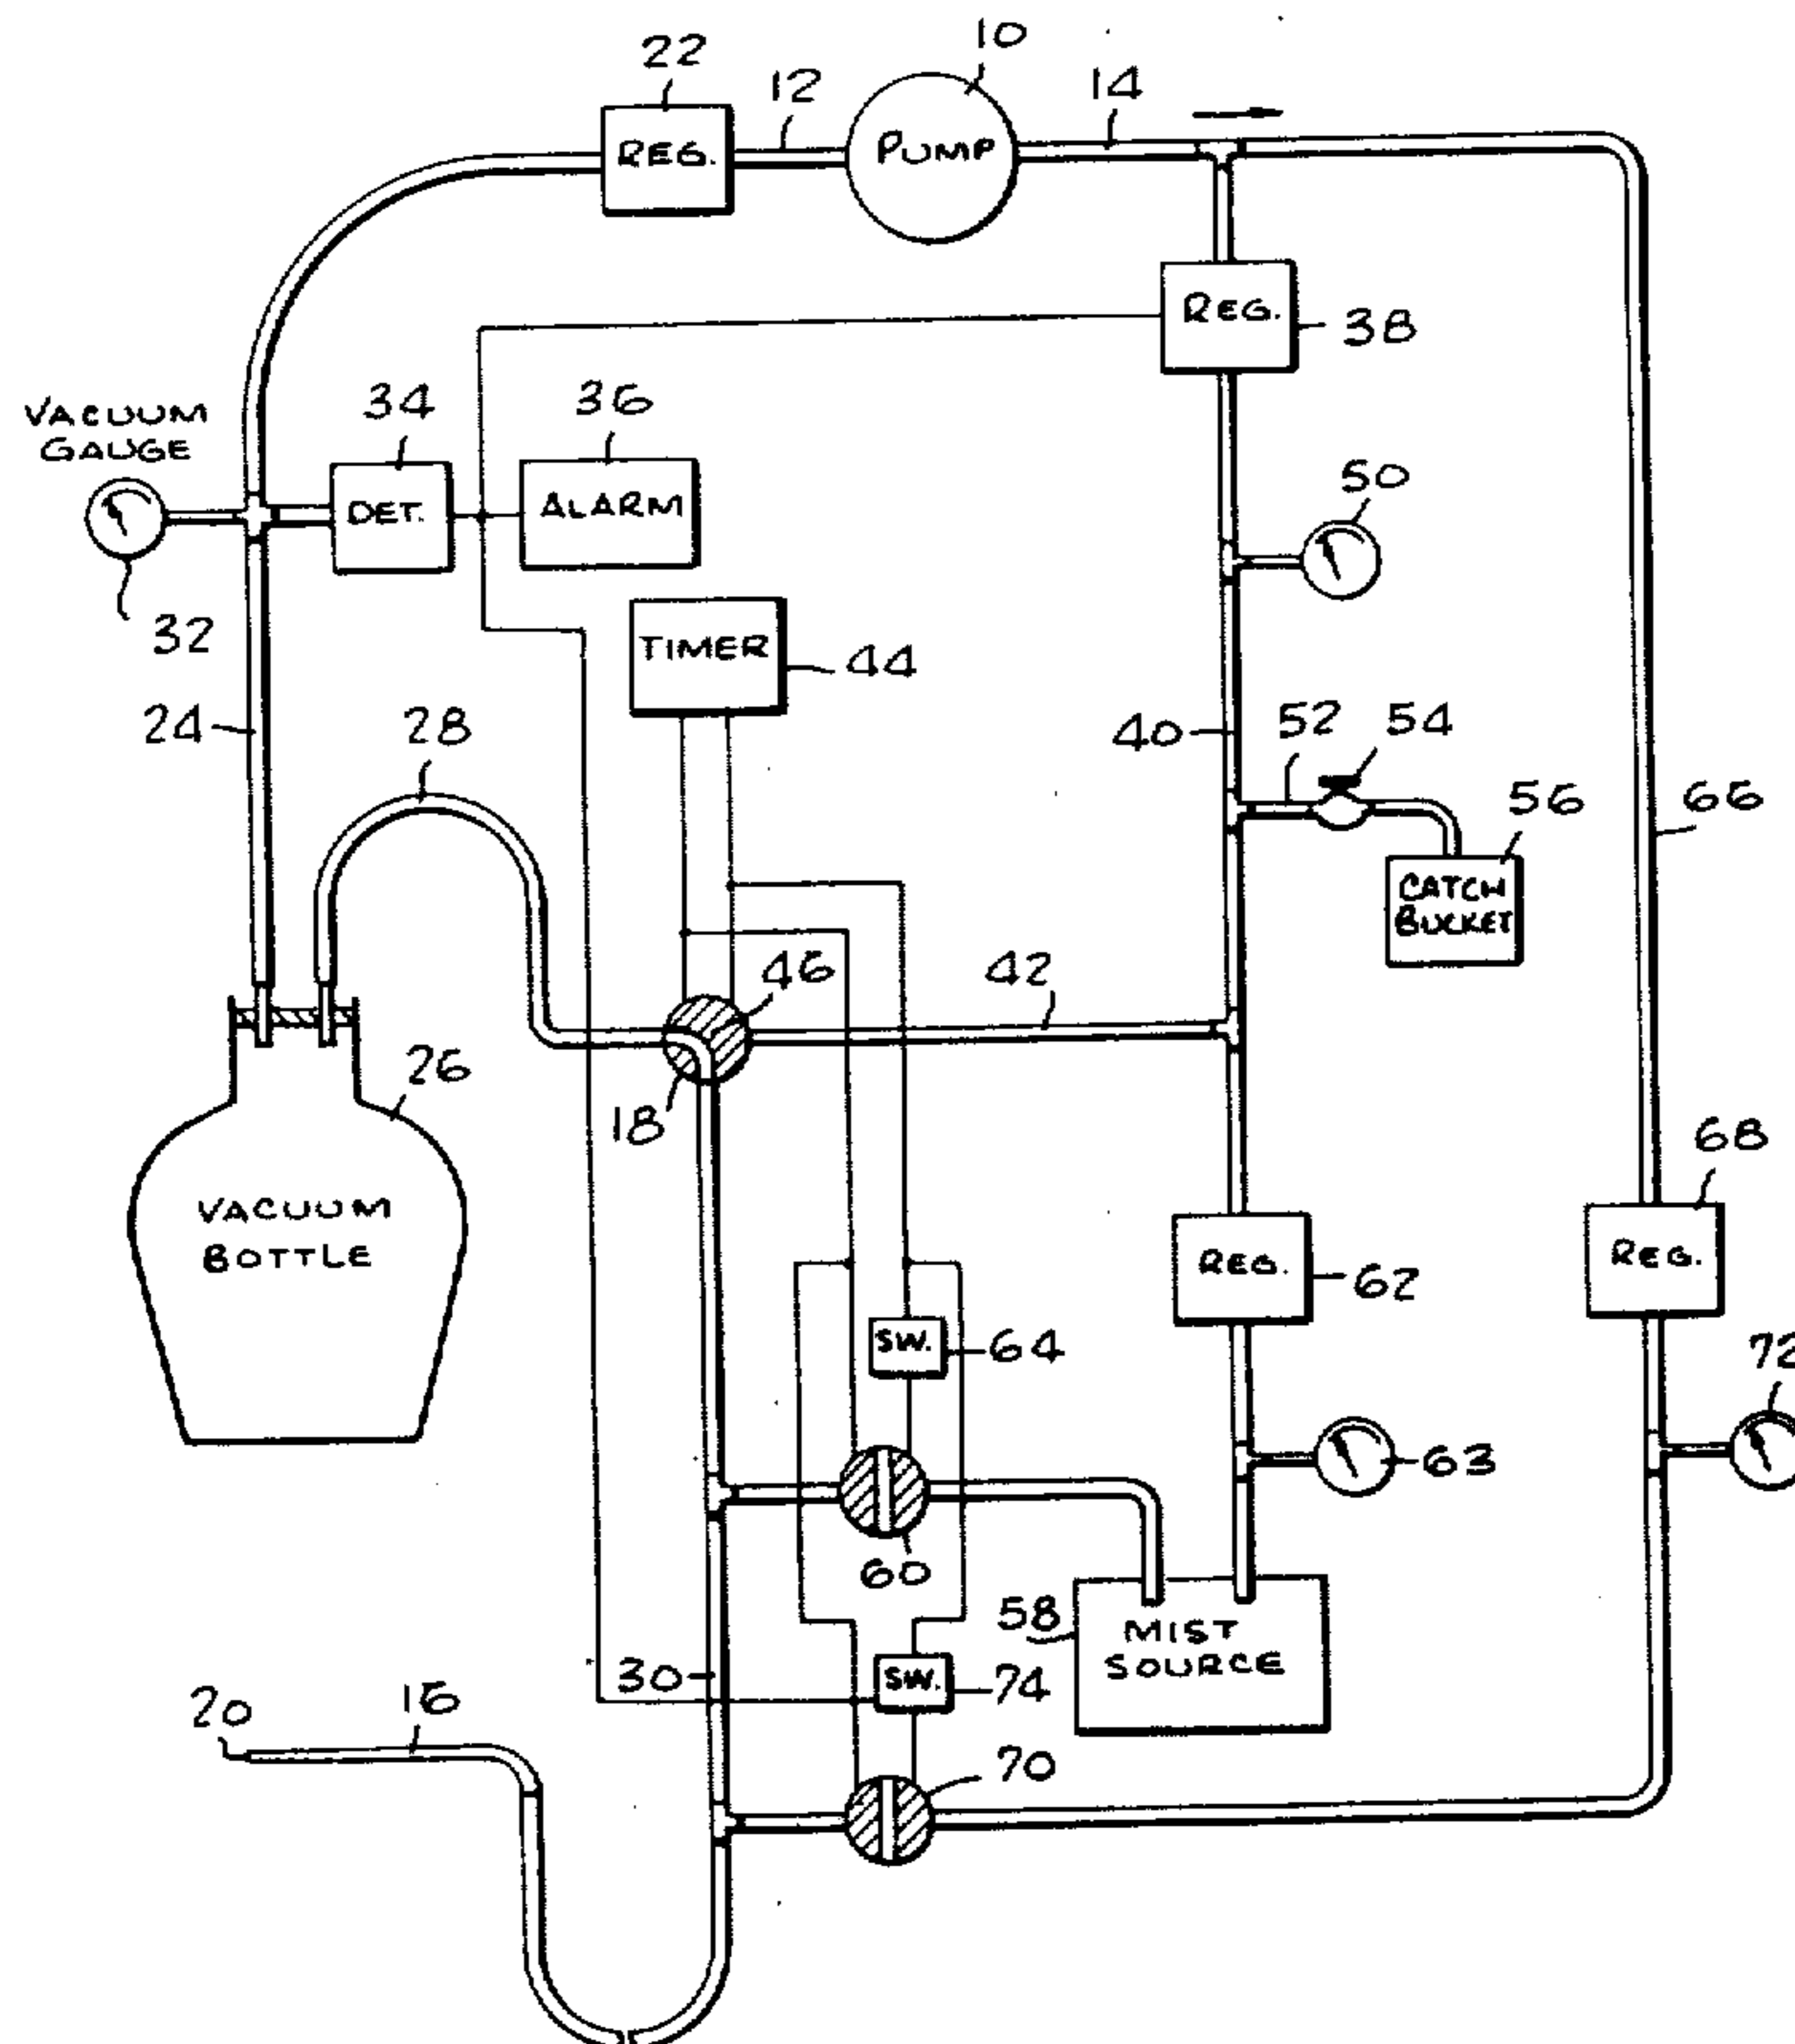 22
12
10
14
REG.
PUMP
REG.
38
VACUUM
GAUGE
34
36
50
DET.
ALARM
32
TIMER
44
24
28
40
52
54
56
66
CATCH
BUCKET
46
42
26
18
68
VACUUM
BOTTLE
REG.
62
REG.
SW.
64
72
63
60
58
MIST
SOURCE
30
SW.
74
20
16
70